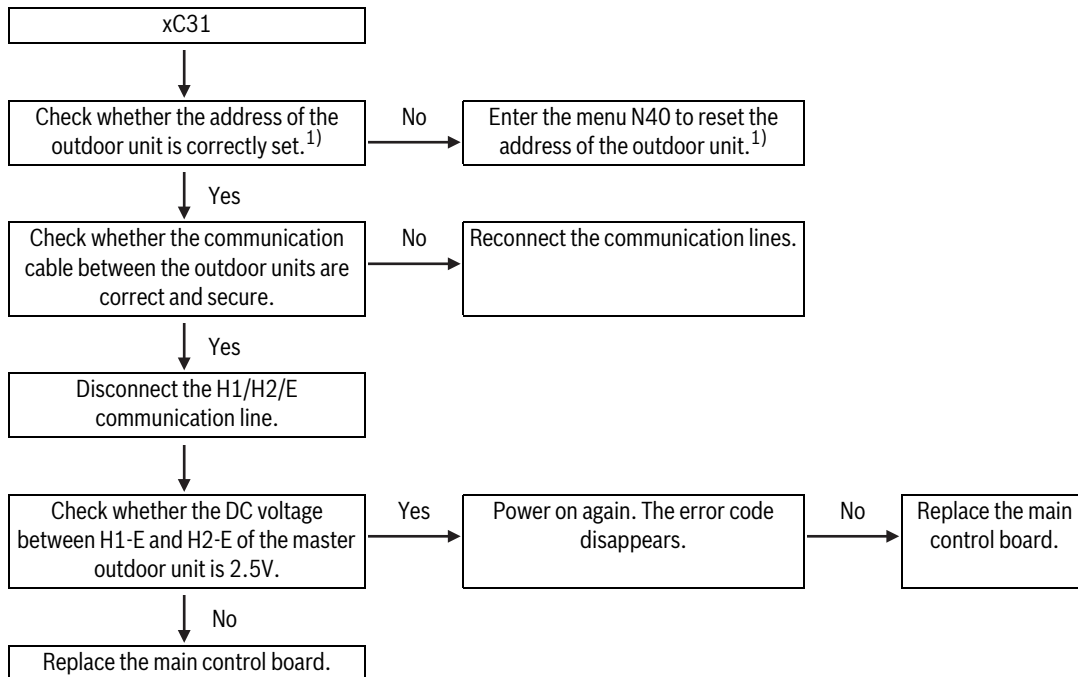 xC31
Check whether the address of the
outdoor unit is correctly set.1)
No
Enter the menu N40 to reset the
address of the outdoor unit.1)
Yes
Check whether the communication
cable between the outdoor units are
correct and secure.
No
Reconnect the communication lines.
Yes
Disconnect the H1/H2/E
communication line.
Check whether the DC voltage
between H1-E and H2-E of the master
outdoor unit is 2.5V.
Yes
Power on again. The error code
disappears.
No
Replace the main
control board.
No
Replace the main control board.